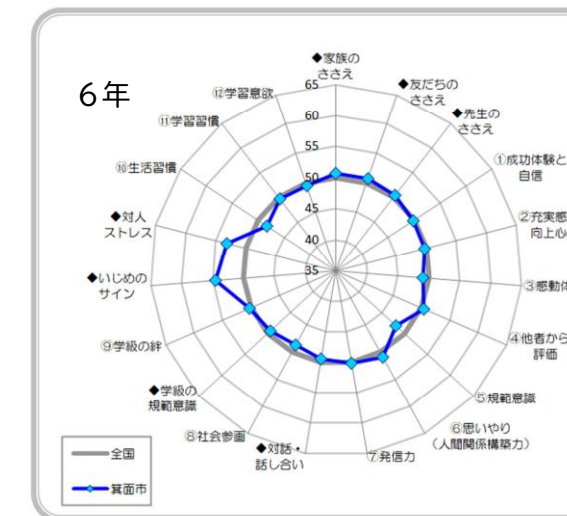 6年
◆家族の
ささえ
◆友だちの
ささえ
◆先生の
ささえ
①成功体験と
自信
②充実感
向上心
③感動体
④他者から
評価
⑤規範意識
⑥思いやり
(人間関係構築力)
⑦発信力
◆対話・
話し合い
⑧社会参画
◆学級の
規範意識
⑨学級の絆
◆いじめの
サイン
◆対人
ストレス
⑩生活習慣
⑪学習習慣
⑫学習意欲
65
60
55
50
45
40
35
全国
箕面市